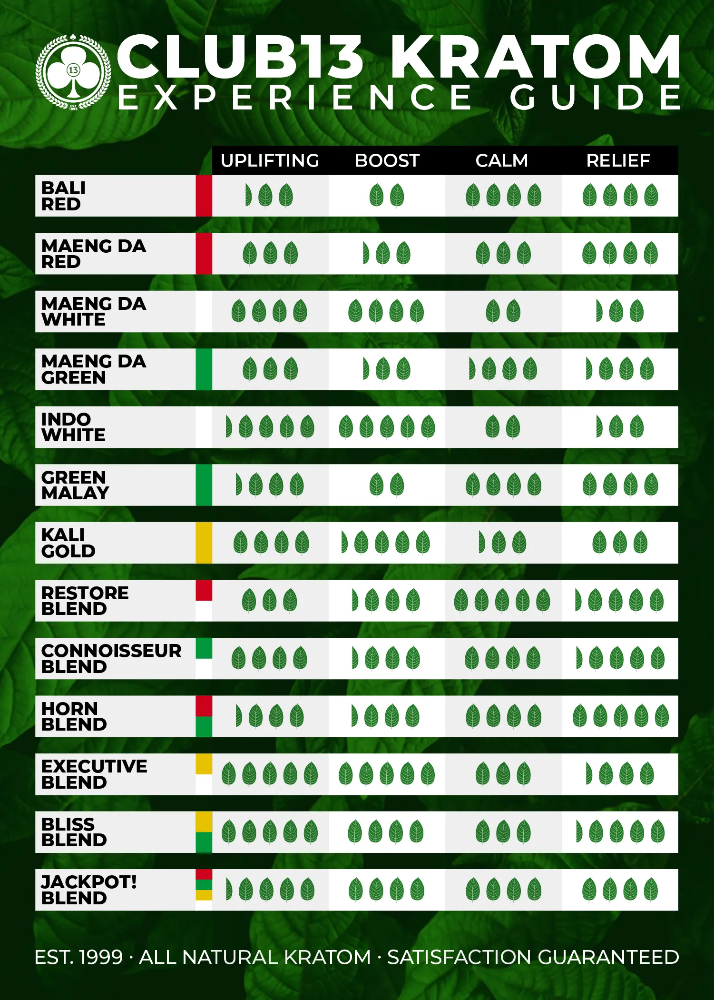 13
EST
1999
CLUB13 KRATOM
EXPERIENCE GUIDE
UPLIFTING BOOST CALM RELIEF
BALI
RED
MAENG DA
RED
MAENG DA
WHITE
MAENG DA
GREEN
INDO
WHITE
GREEN
MALAY
KALI
GOLD
RESTORE
BLEND
CONNOISSEUR
BLEND
HORN
BLEND
EXECUTIVE
BLEND
BLISS
BLEND
JACKPOT!
BLEND
EST. 1999 · ALL NATURAL KRATOM · SATISFACTION GUARANTEED